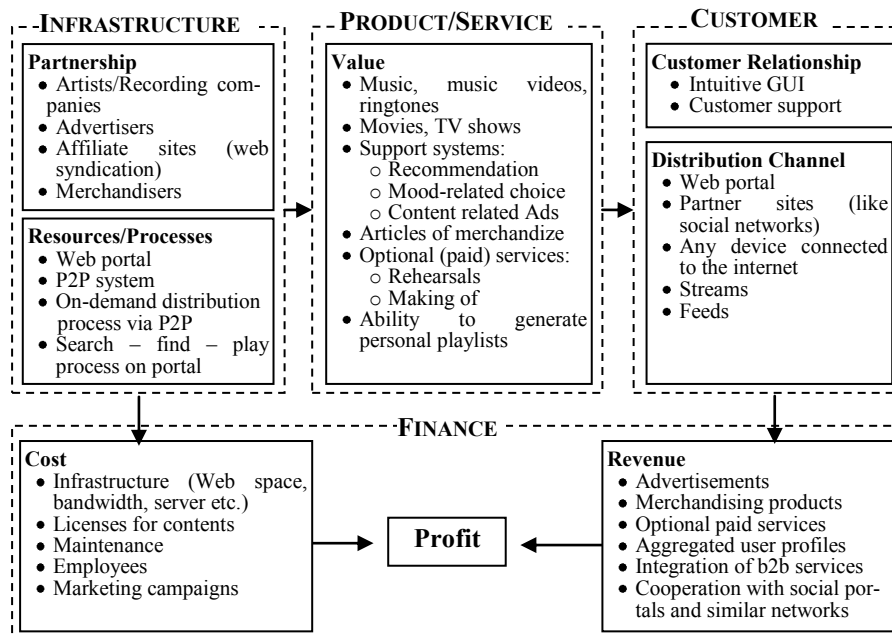 INFRASTRUCTURE
Partnership
• Artists/Recording com-
panies
• Advertisers
• Affiliate sites (web
syndication)
• Merchandisers
Resources/Processes
• Web portal
• P2P system
• On-demand distribution
process via P2P
• Search – find – play
process on portal
PRODUCT/SERVICE
Value
• Music, music videos,
ringtones
• Movies, TV shows
• Support systems:
o Recommendation
o Mood-related choice
o Content related Ads
• Articles of merchandize
• Optional (paid) services:
o Rehearsals
o Making of
• Ability to generate
personal playlists
CUSTOMER
Customer Relationship
• Intuitive GUI
• Customer support
Distribution Channel
• Web portal
• Partner sites (like
social networks)
• Any device connected
to the internet
• Streams
• Feeds
FINANCE
Cost
• Infrastructure (Web space,
bandwidth, server etc.)
• Licenses for contents
• Maintenance
• Employees
• Marketing campaigns
Profit
Revenue
• Advertisements
• Merchandising products
• Optional paid services
• Aggregated user profiles
• Integration of b2b services
• Cooperation with social por-
tals and similar networks